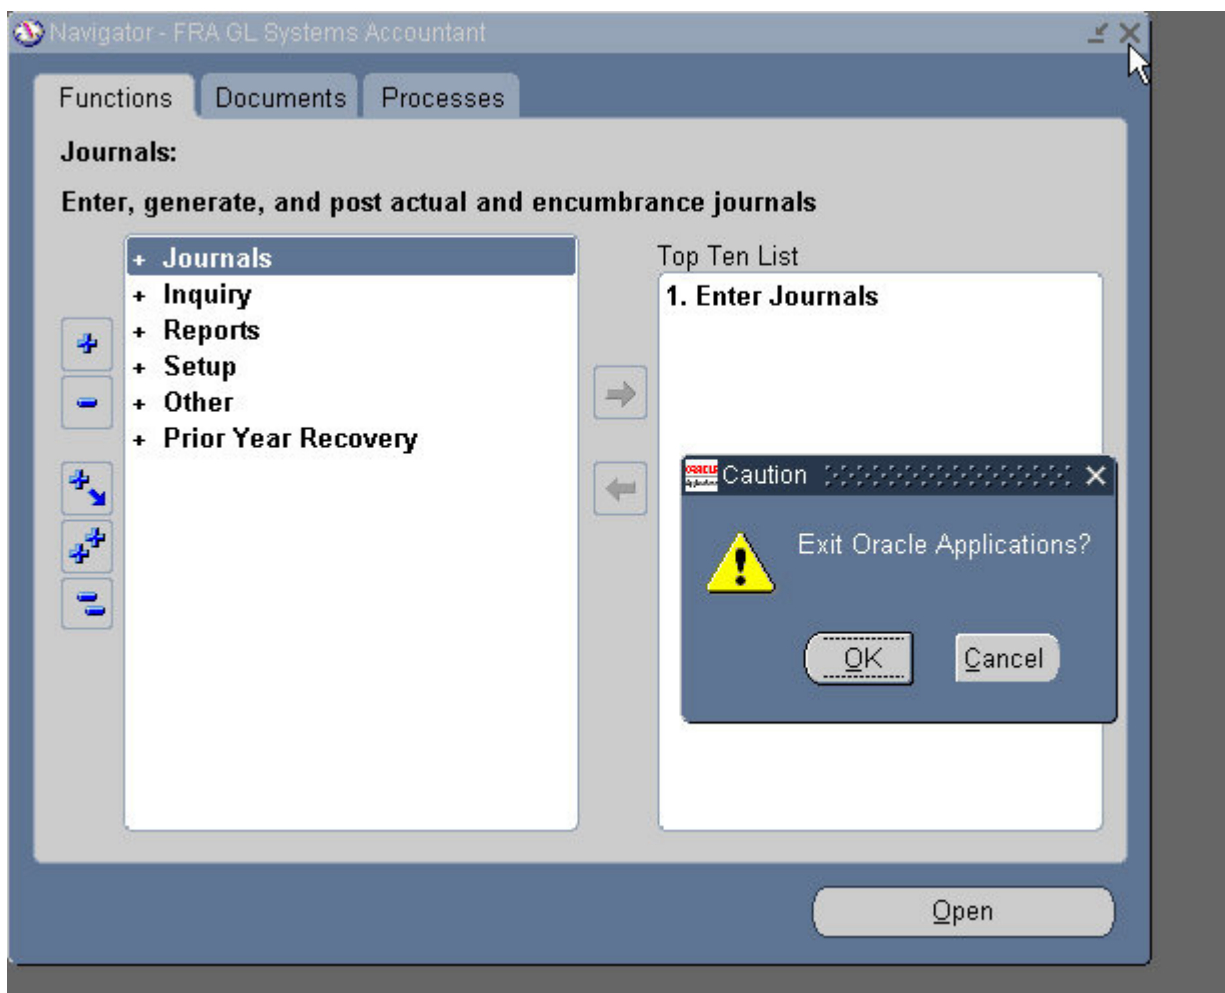 Navigator - FRA GL Systems Accountant
Functions Documents Processes
Journals:
Enter, generate, and post actual and encumbrance journals
+ Journals
+ Inquiry
+ Reports
+ Setup
+ Other
+ Prior Year Recovery
Top Ten List
1. Enter Journals
ORACLE
Caution
Exit Oracle Applications?
OK Cancel
Open